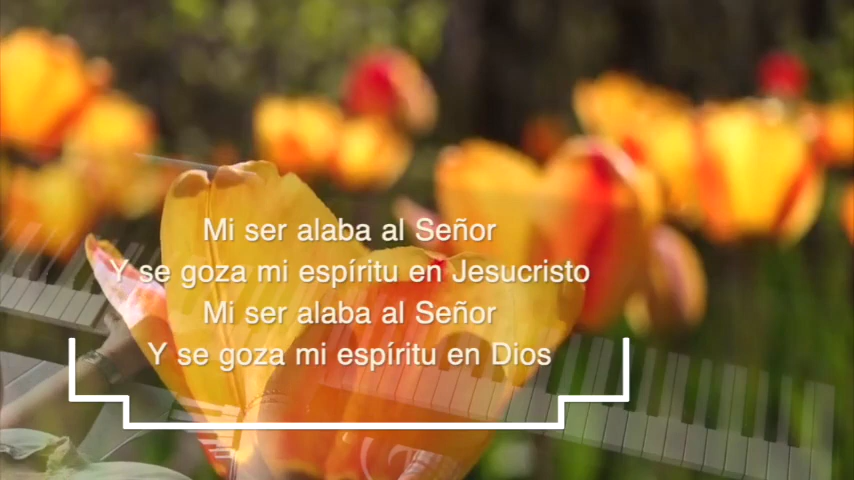 Mi ser alaba al Señor
Y se goza mi espíritu en Jesucristo
Mi ser alaba al Señor
Y se goza mi espíritu en Dios